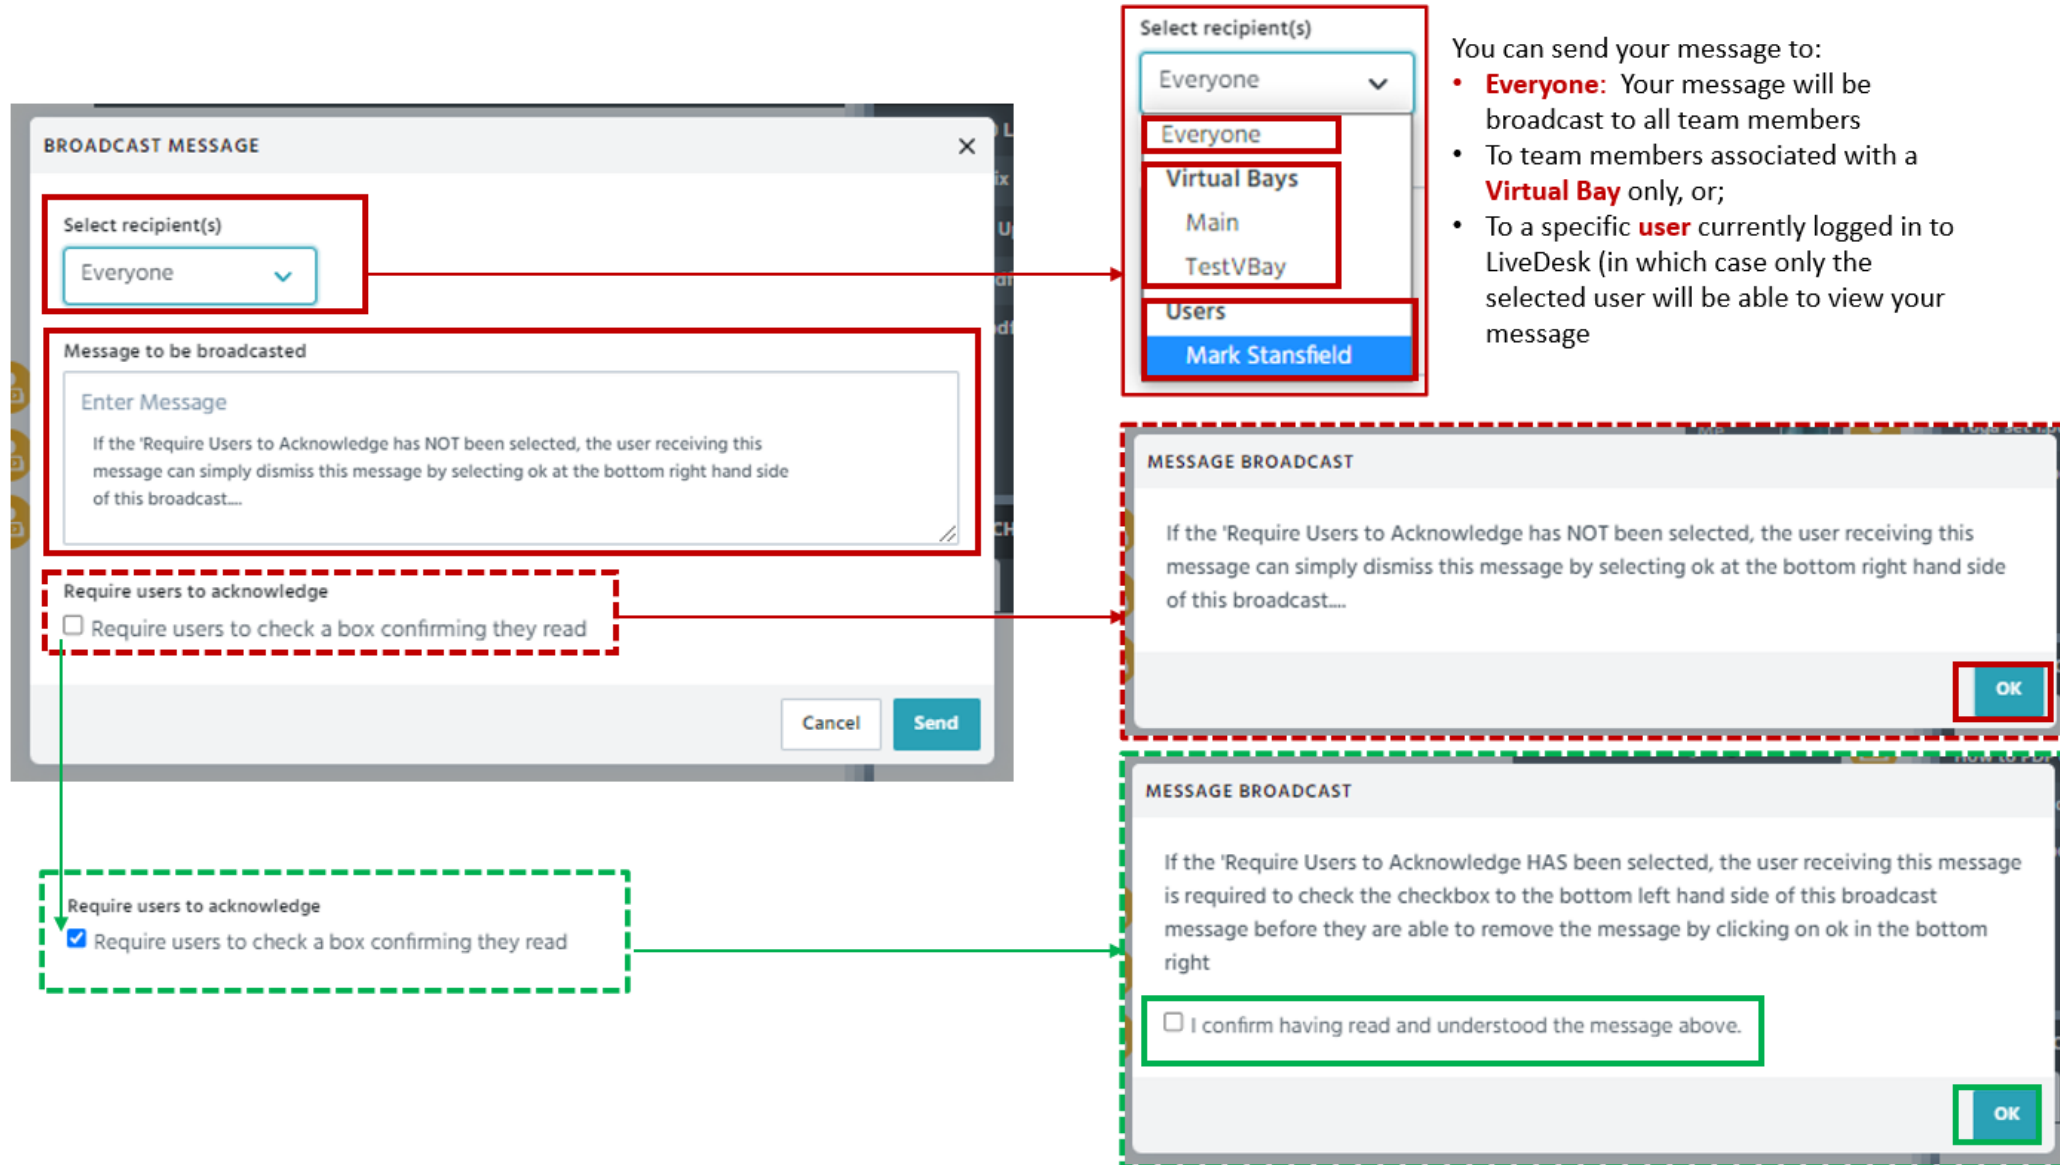 BROADCAST MESSAGE
Select recipient(s)
Everyone
Message to be broadcasted
Enter Message
If the 'Require Users to Acknowledge has NOT been selected, the user receiving this
message can simply dismiss this message by selecting ok at the bottom right hand side
of this broadcast....
Require users to acknowledge
Require users to check a box confirming they read
Cancel
Send
Require users to acknowledge
Require users to check a box confirming they read
Select recipient(s)
Everyone
Everyone
Virtual Bays
Main
TestVBay
Users
Mark Stansfield
You can send your message to:
• Everyone: Your message will be
broadcast to all team members
• To team members associated with a
Virtual Bay only, or;
• To a specific user currently logged in to
LiveDesk (in which case only the
selected user will be able to view your
message
MESSAGE BROADCAST
If the 'Require Users to Acknowledge has NOT been selected, the user receiving this
message can simply dismiss this message by selecting ok at the bottom right hand side
of this broadcast....
OK
MESSAGE BROADCAST
If the 'Require Users to Acknowledge HAS been selected, the user receiving this message
is required to check the checkbox to the bottom left hand side of this broadcast
message before they are able to remove the message by clicking on ok in the bottom
right
I confirm having read and understood the message above.
OK